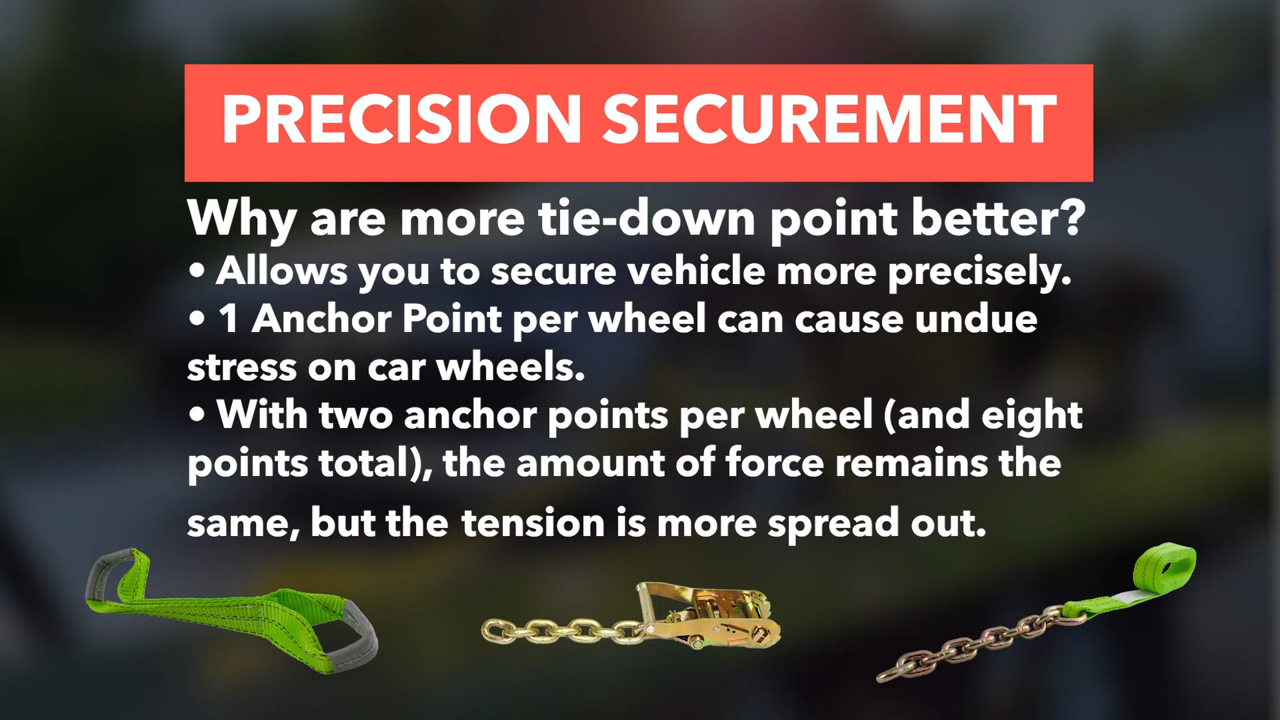 PRECISION SECUREMENT
Why are more tie-down point better?
• Allows you to secure vehicle more precisely.
• 1 Anchor Point per wheel can cause undue
stress on car wheels.
• With two anchor points per wheel (and eight
points total), the amount of force remains the
same, but the tension is more spread out.